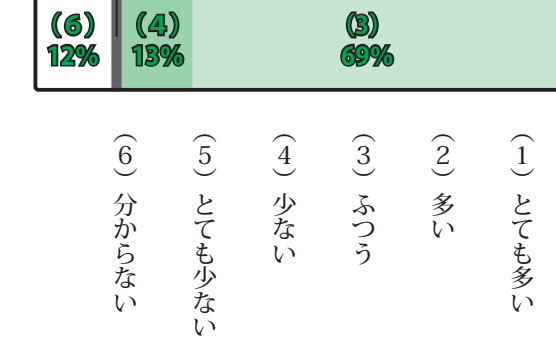 (6)
12%
(4)
13%
(3)
69%
（1）とても多い
（2）多い
（3）ふつう
（4）少ない
（5）とても少ない
（6）分からない